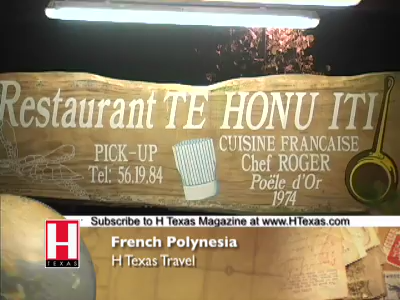 Restaurant TE HONU ITI
PICK-UP
Tel: 56.19.84
CUISINE FRANCAISE
Chef ROGER
Poële d'Or
1974
Subscribe to H Texas Magazine at www.HTexas.com
H
TEXAS
French Polynesia
H Texas Travel